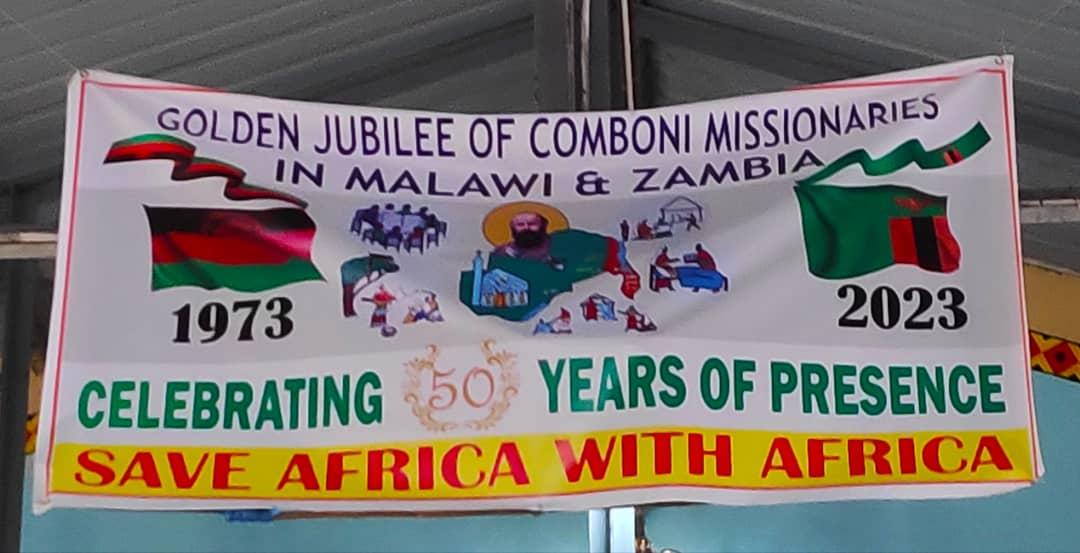 GOLDEN JUBILEE OF COMBONI MISSIONARIES
IN MALAWI & ZAMBIA
1973
2023
CELEBRATING 50 YEARS OF PRESENCE
SAVE AFRICA WITH AFRICA